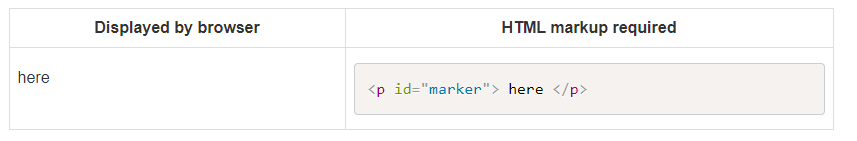 Displayed by browser HTML markup required
here <p id="marker"> here </p>